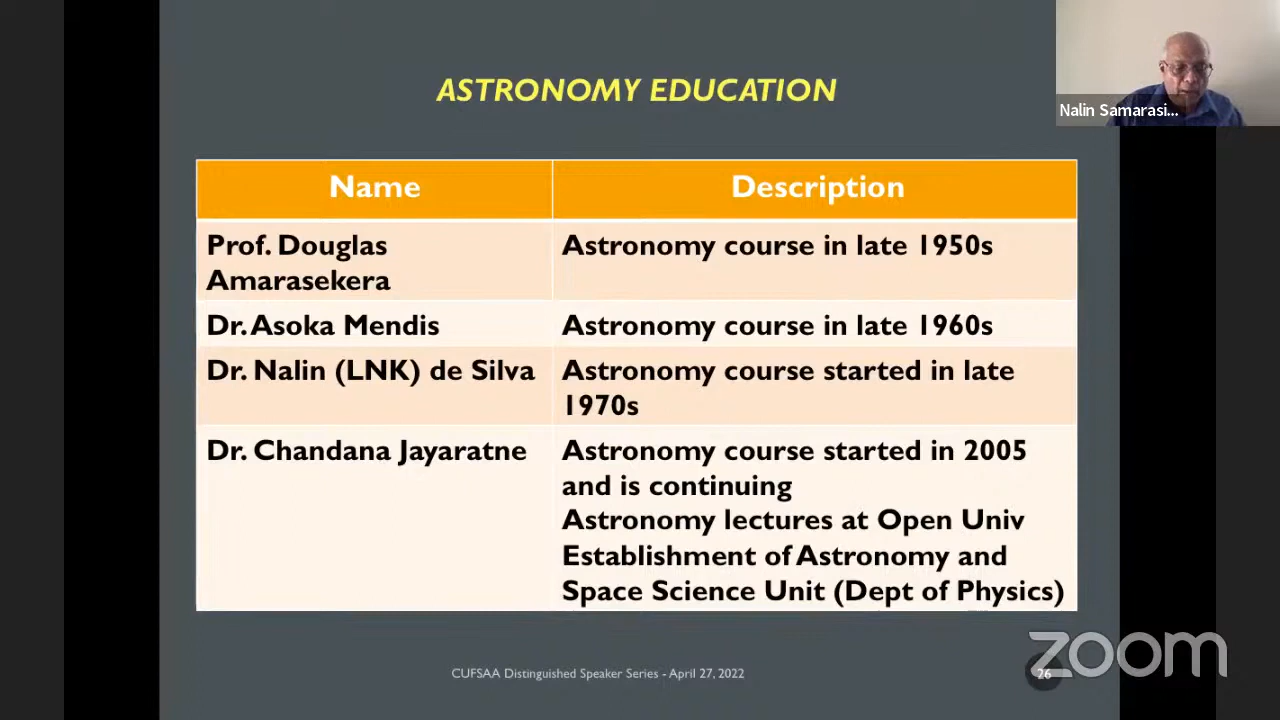 ASTRONOMY EDUCATION
Nalin Samarasi...
Name
Description
Prof. Douglas
Amarasekera
Astronomy course in late 1950s
Dr. Asoka Mendis
Astronomy course in late 1960s
Dr. Nalin (LNK) de Silva
Astronomy course started in late
1970s
Dr. Chandana Jayaratne
Astronomy course started in 2005
and is continuing
Astronomy lectures at Open Univ
Establishment of Astronomy and
Space Science Unit (Dept of Physics)
CUFSAA Distinguished Speaker Series - April 27, 2022
26
zoom